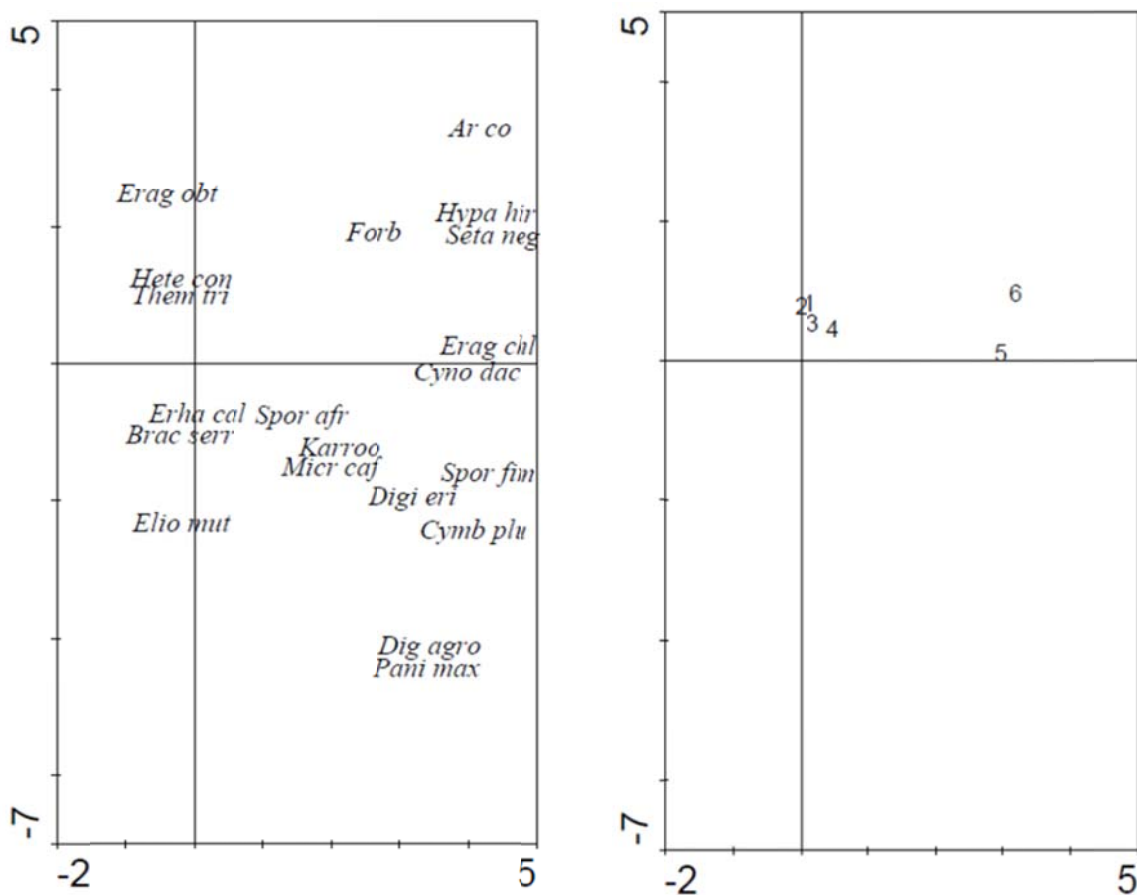 5
Ar co
Erag obt
Hypa hir
Forb
Seta neg
Hete con
Them tri
Erag chl
Cyno dac
Erha cal
Spor afr
Brac serr
Karroo
Micr caf
Spor fim
Digi eri
Elio mut
Cymb plu
Dig agro
Pani max
-7
-2
5
5
6
1
2
3
4
5
-7
-2
5